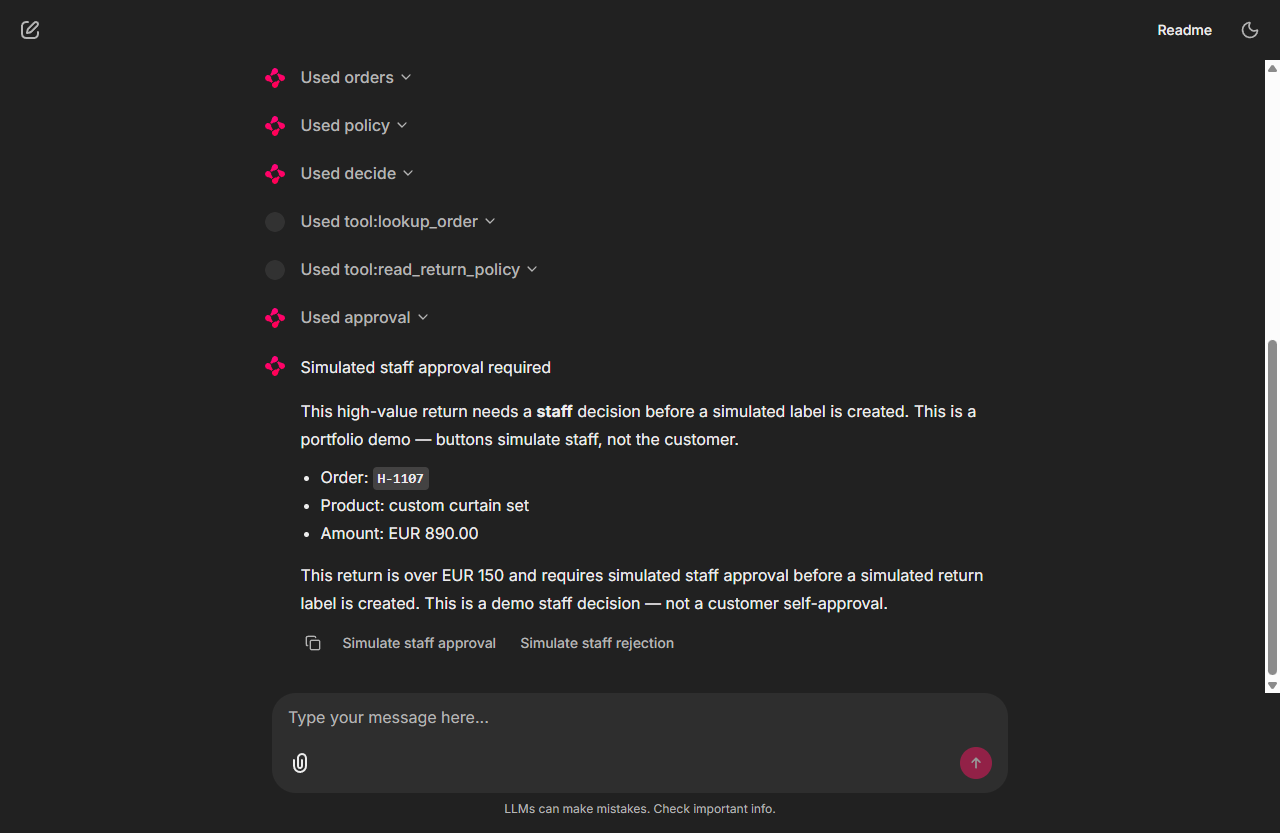 Readme
Used orders
Used policy
Used decide
Used tool:lookup_order
Used tool:read_return_policy
Used approval
Simulated staff approval required
This high-value return needs a staff decision before a simulated label is created. This is a
portfolio demo — buttons simulate staff, not the customer.
• Order: H-1107
• Product: custom curtain set
• Amount: EUR 890.00
This return is over EUR 150 and requires simulated staff approval before a simulated return
label is created. This is a demo staff decision — not a customer self-approval.
Simulate staff approval Simulate staff rejection
Type your message here...
LLMs can make mistakes. Check important info.